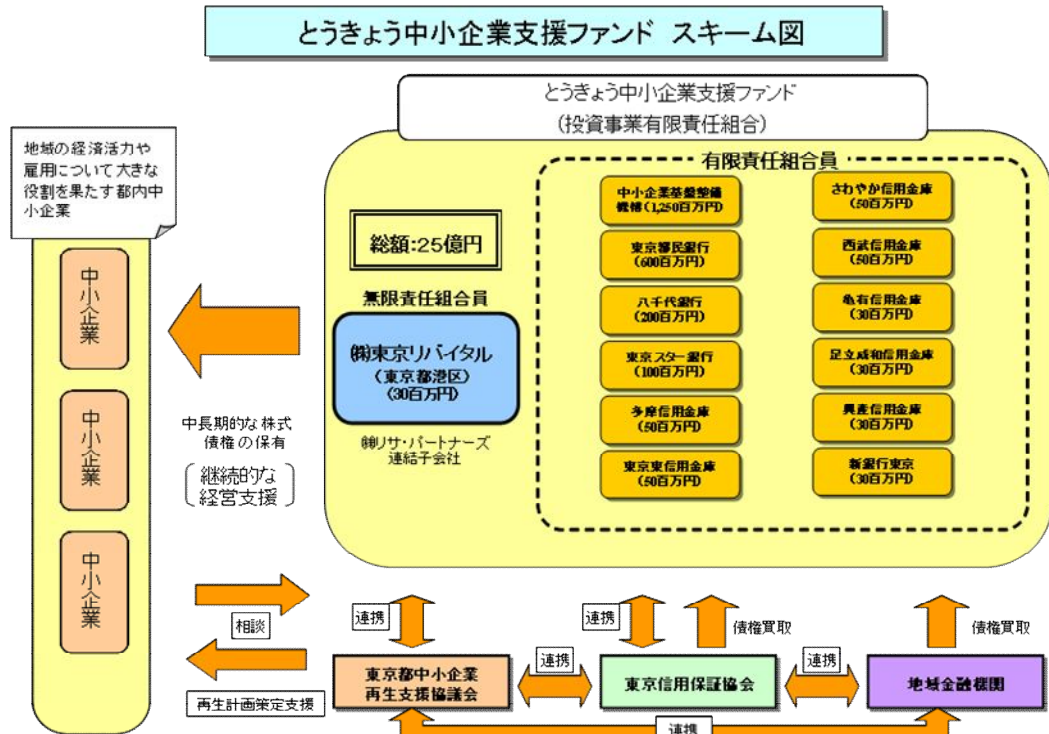 とうきょう中小企業支援ファンド スキーム図
とうきょう中小企業支援ファンド
(投資事業有限責任組合)
地域の経済活力や
雇用について大きな
役割を果たす都内中
小企業
中小企業
中小企業
中小企業
中長期的な株式
債権の保有
継続的な
経営支援
総額:25億円
無限責任組合員
㈱東京リバイタル
(東京都港区)
(30百万円)
㈱リサ・パートナーズ
連結子会社
有限責任組合員
中小企業基盤整備
機構(1,250百万円)
東京都民銀行
(600百万円)
八千代銀行
(200百万円)
東京スター銀行
(100百万円)
多摩信用金庫
(50百万円)
東京東信用金庫
(50百万円)
さわやか信用金庫
(50百万円)
西武信用金庫
(50百万円)
亀有信用金庫
(30百万円)
足立成和信用金庫
(30百万円)
興産信用金庫
(30百万円)
新銀行東京
(30百万円)
相談
再生計画策定支援
連携
連携
債権買取
債権買取
東京都中小企業
再生支援協議会
連携
東京信用保証協会
連携
地域金融機関
連携